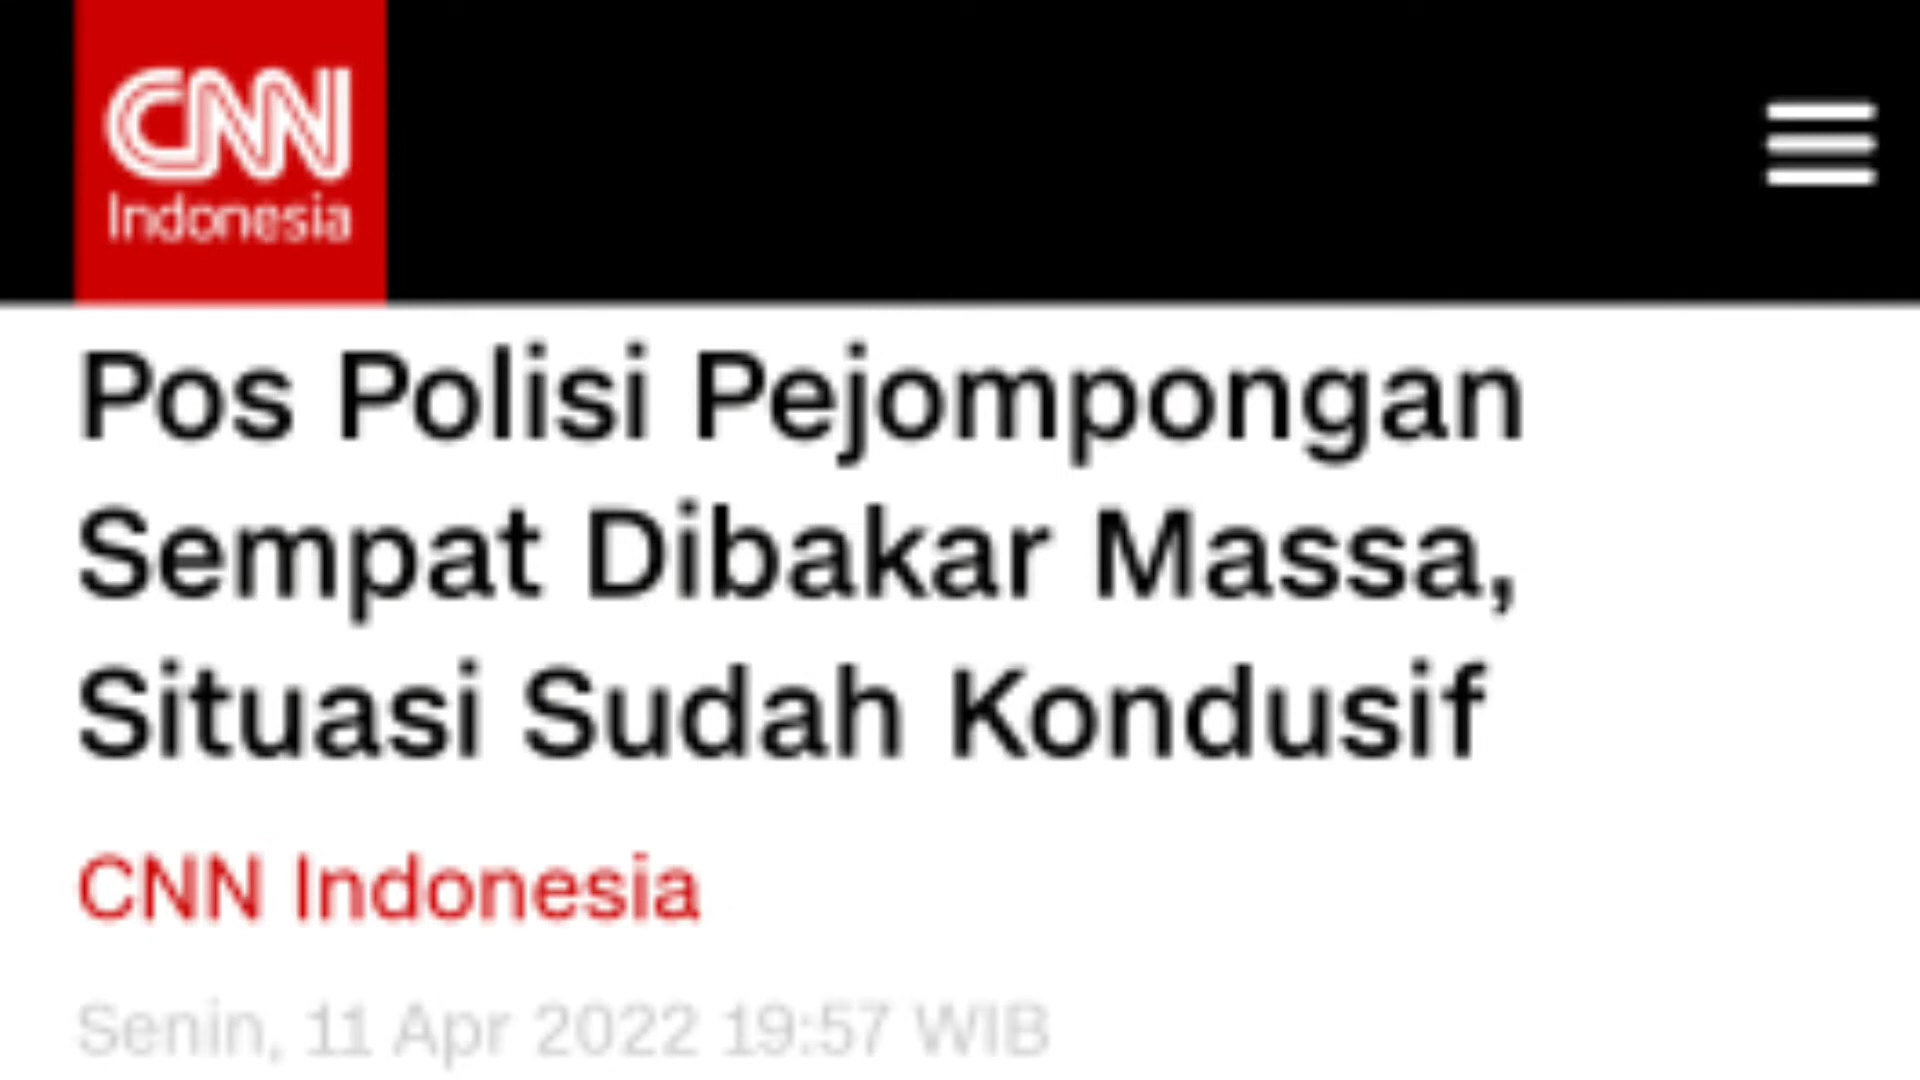 CNN
Indonesia
Pos Polisi Pejompongan
Sempat Dibakar Massa,
Situasi Sudah Kondusif
CNN Indonesia
Senin, 11 Apr 2022 19:57 WIB